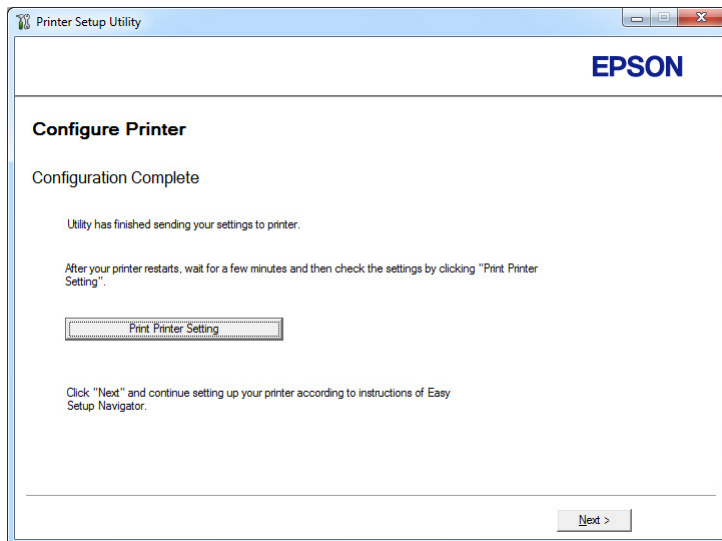 Printer Setup Utility
EPSON
Configure Printer
Configuration Complete
Utility has finished sending your settings to printer.
After your printer restarts, wait for a few minutes and then check the settings by clicking "Print Printer
Setting".
Print Printer Setting
Click "Next" and continue setting up your printer according to instructions of Easy
Setup Navigator.
Next >